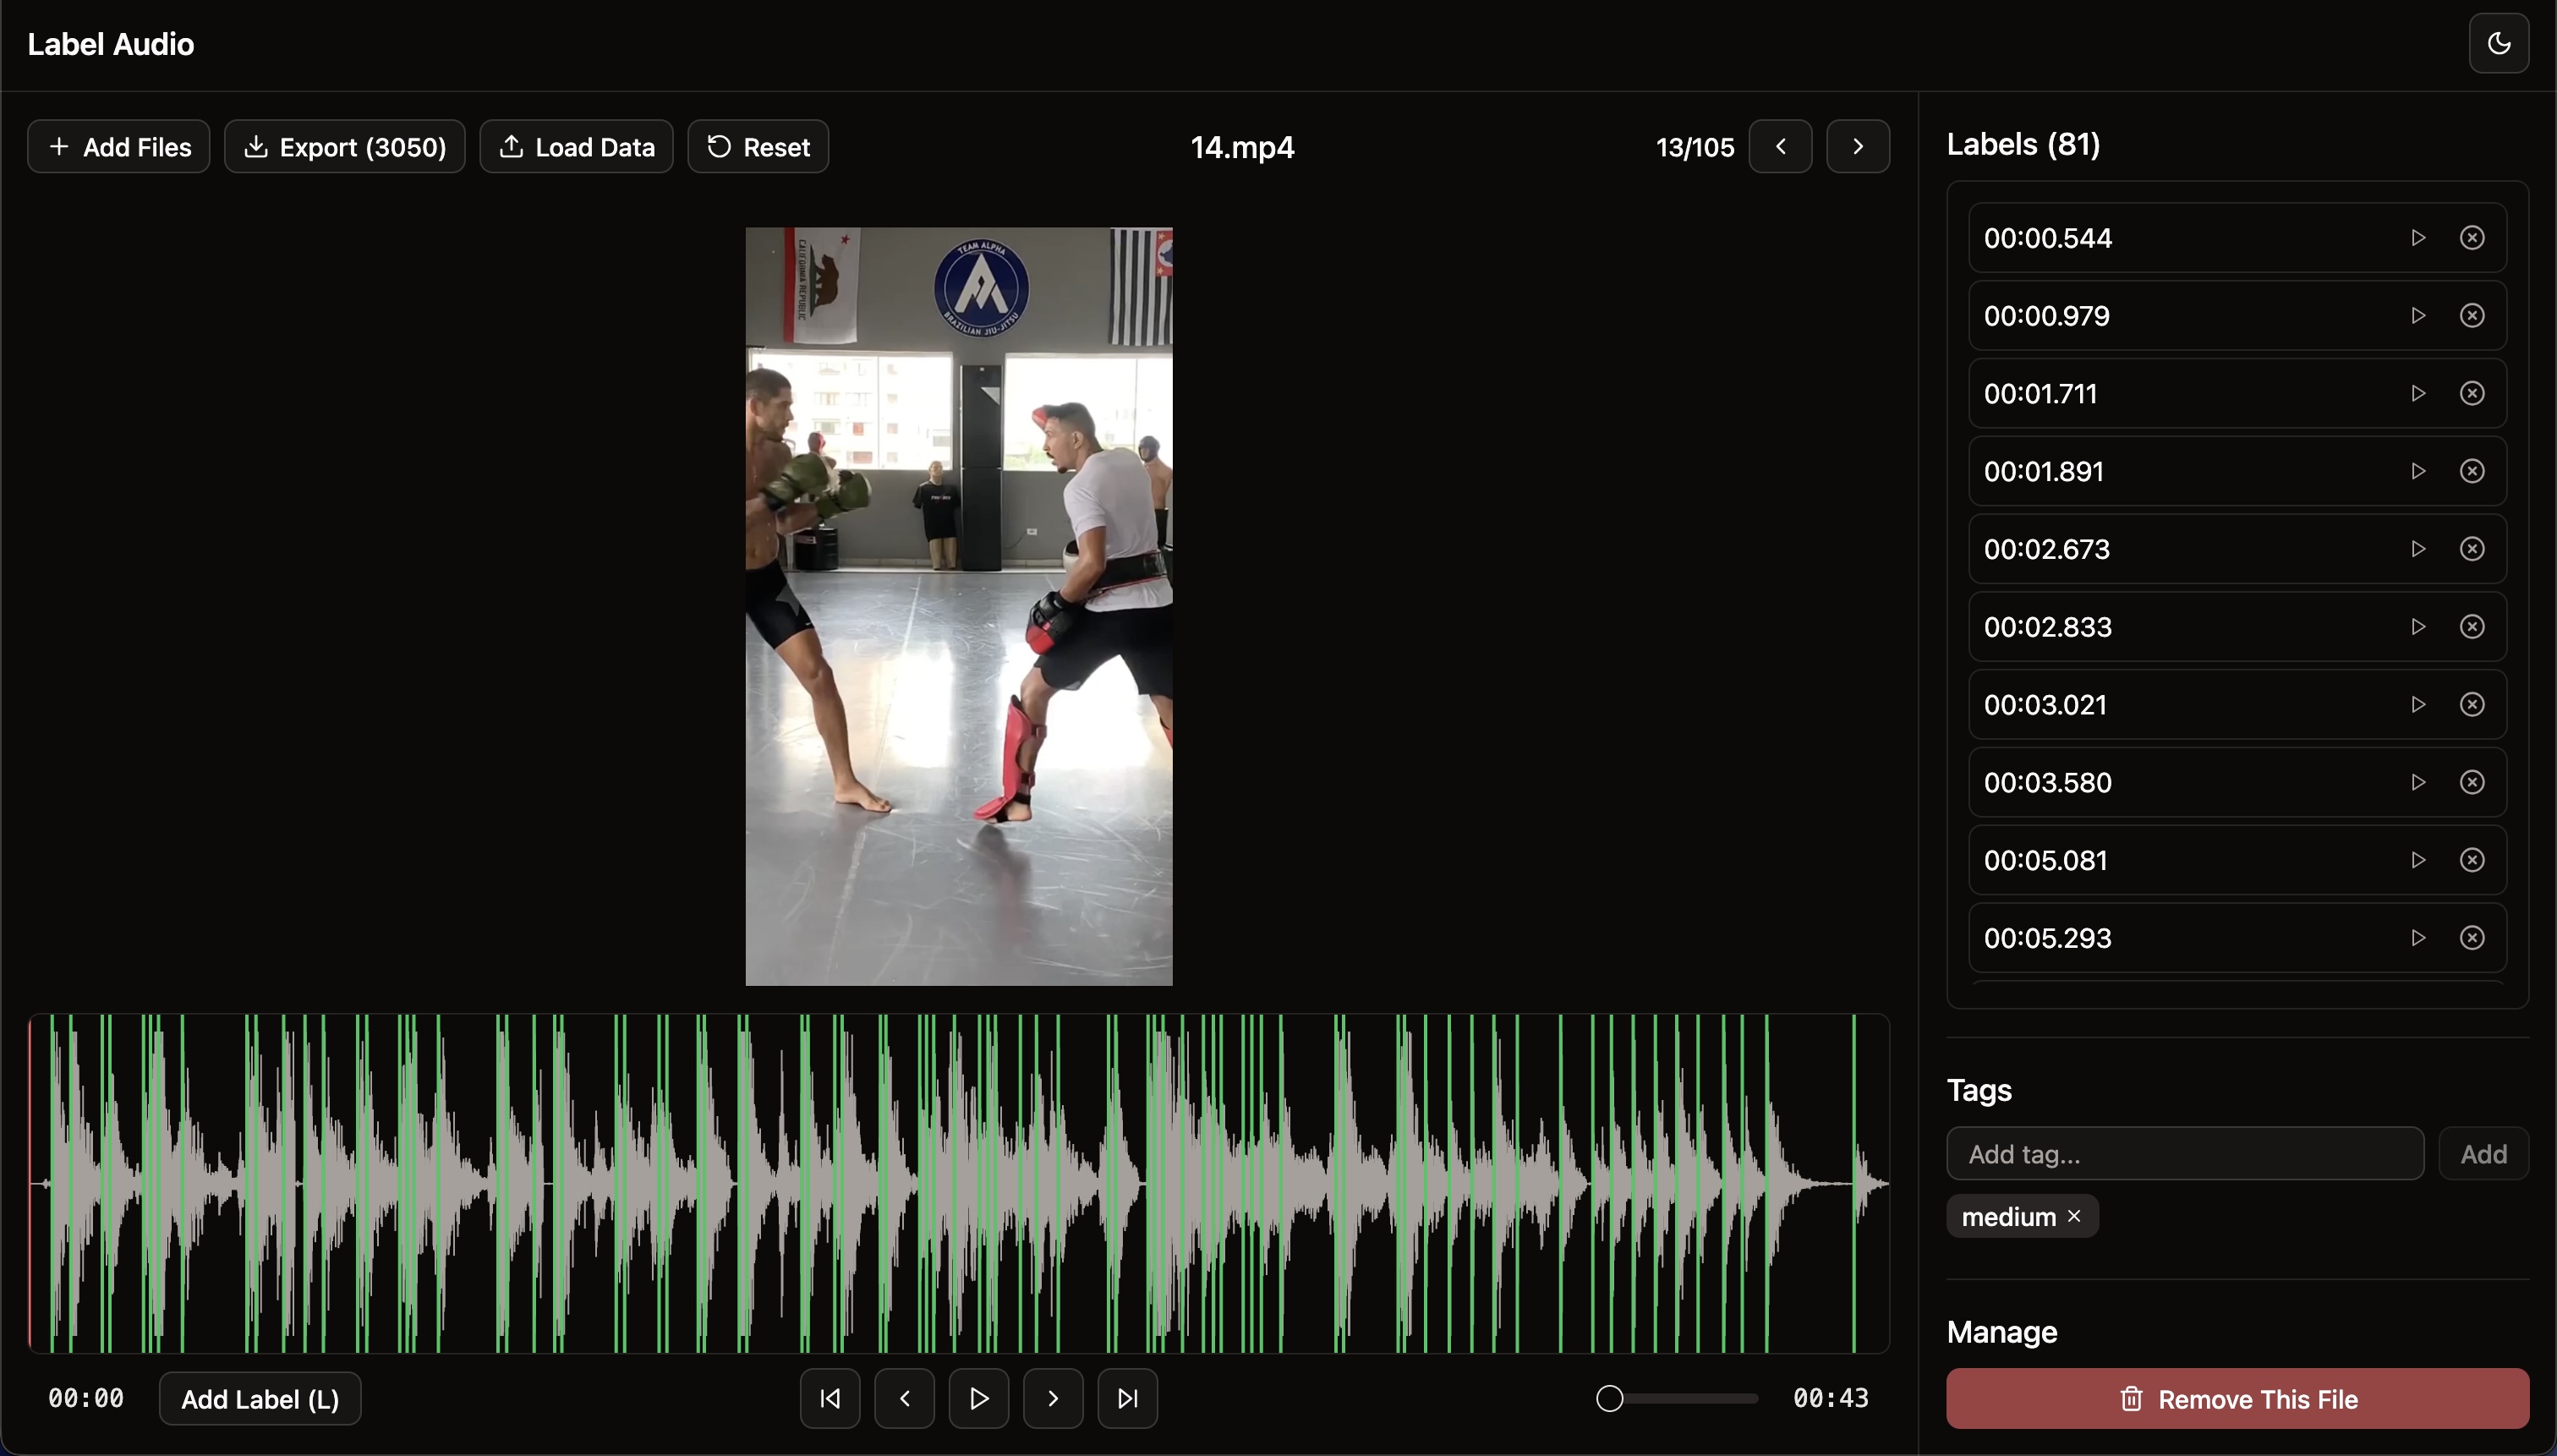 Label Audio
Add Files
Export (3050)
Load Data
Reset
14.mp4
13/105
CALIFORNIA REPUBLIC
TEAM ALPHA
BRAZILIAN JIU-JITSU
Labels (81)
00:00.544
00:00.979
00:01.711
00:01.891
00:02.673
00:02.833
00:03.021
00:03.580
00:05.081
00:05.293
Tags
Add tag...
Add
medium
Manage
Remove This File
00:00
Add Label (L)
00:43